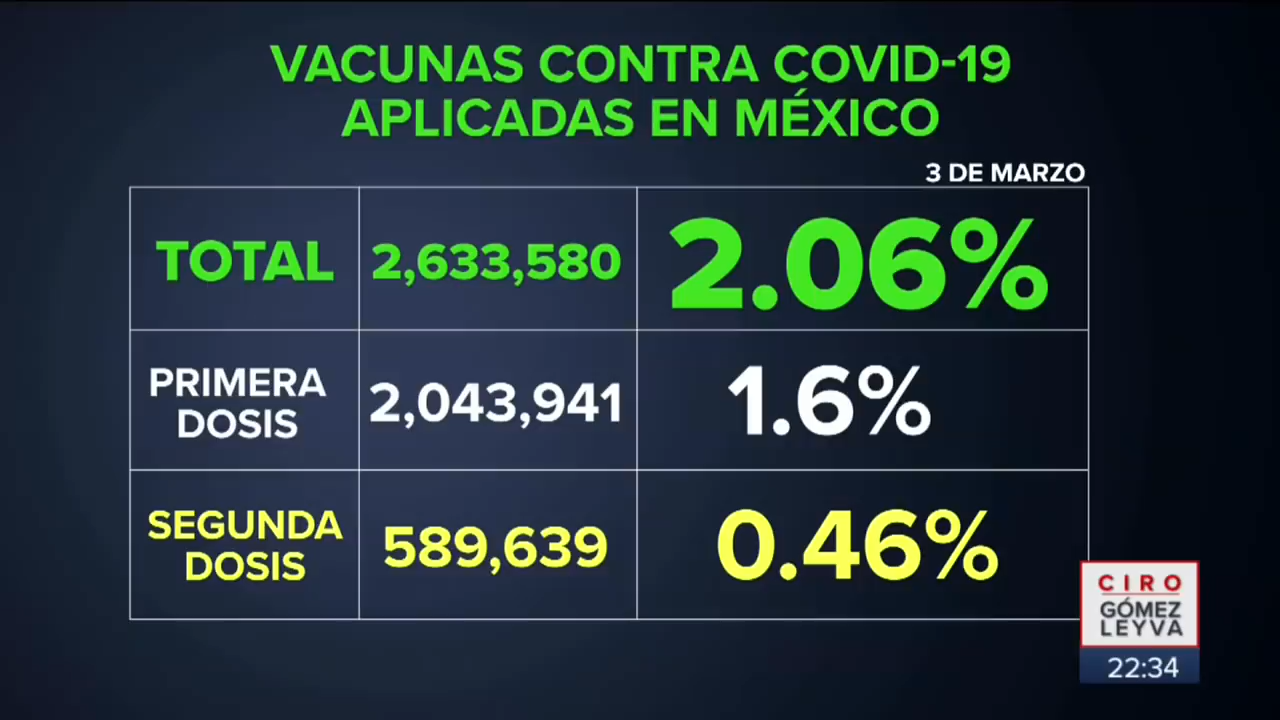 VACUNAS CONTRA COVID-19
APLICADAS EN MÉXICO
3 DE MARZO
TOTAL 2,633,580 2.06%
PRIMERA
DOSIS
2,043,941 1.6%
SEGUNDA
DOSIS
589,639 0.46%
CIRO
GÓMEZ
LEYVA
22:34